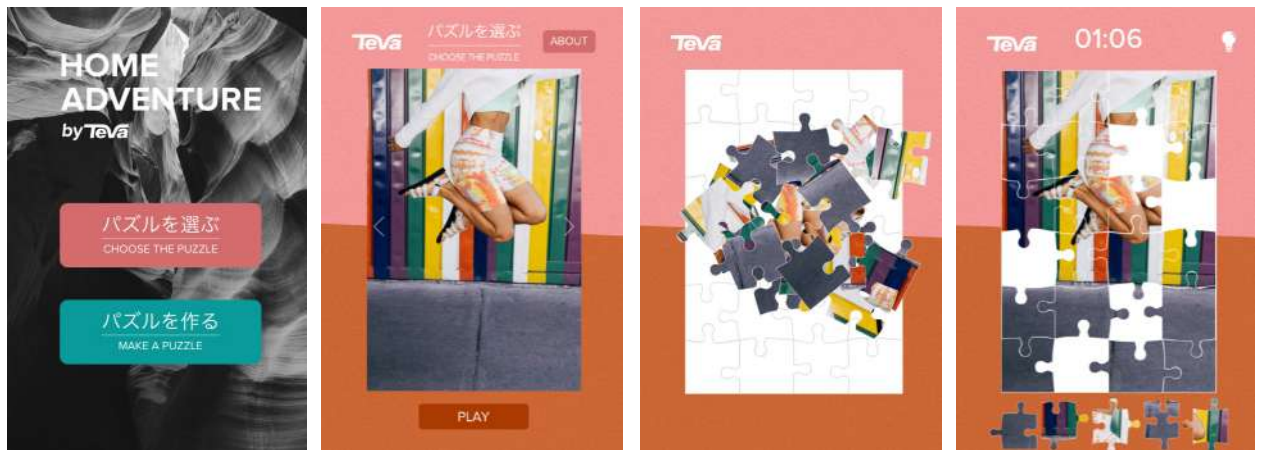 HOME
ADVENTURE
by Teva
パズルを選ぶ
CHOOSE THE PUZZLE
パズルを作る
MAKE A PUZZLE
Teva
パズルを選ぶ
CHOOSE THE PUZZLE
ABOUT
PLAY
Teva
Teva
01:06